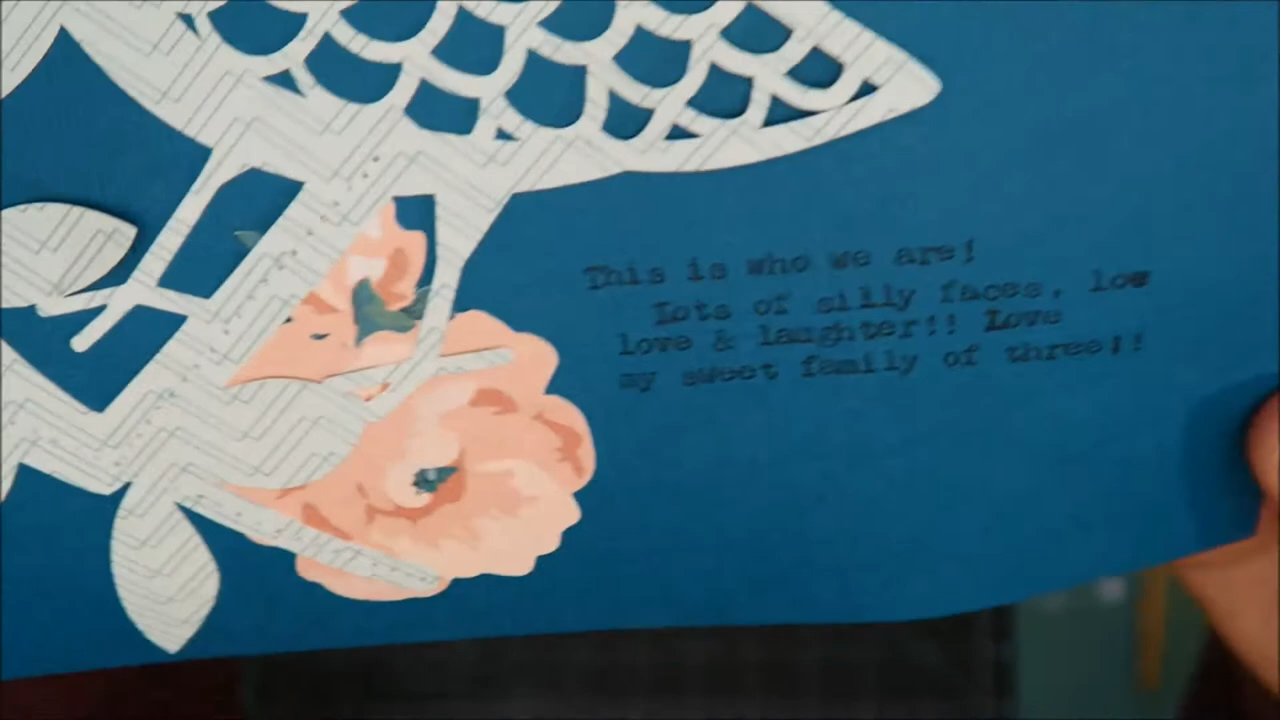 This is who we are!
Lots of silly faces, low
love & laughter!! Love
my sweet family of three!!